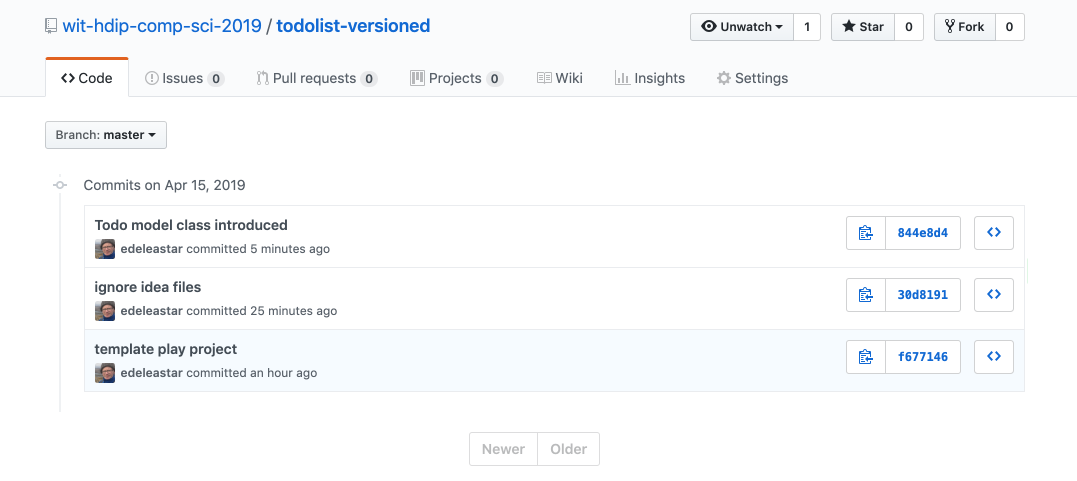 wit-hdip-comp-sci-2019 / todolist-versioned
Unwatch 1 Star 0 Fork 0
Code Issues 0 Pull requests 0 Projects 0 Wiki Insights Settings
Branch: master
Commits on Apr 15, 2019
Todo model class introduced
edeleastar committed 5 minutes ago
844e8d4
ignore idea files
edeleastar committed 25 minutes ago
30d8191
template play project
edeleastar committed an hour ago
f677146
Newer Older